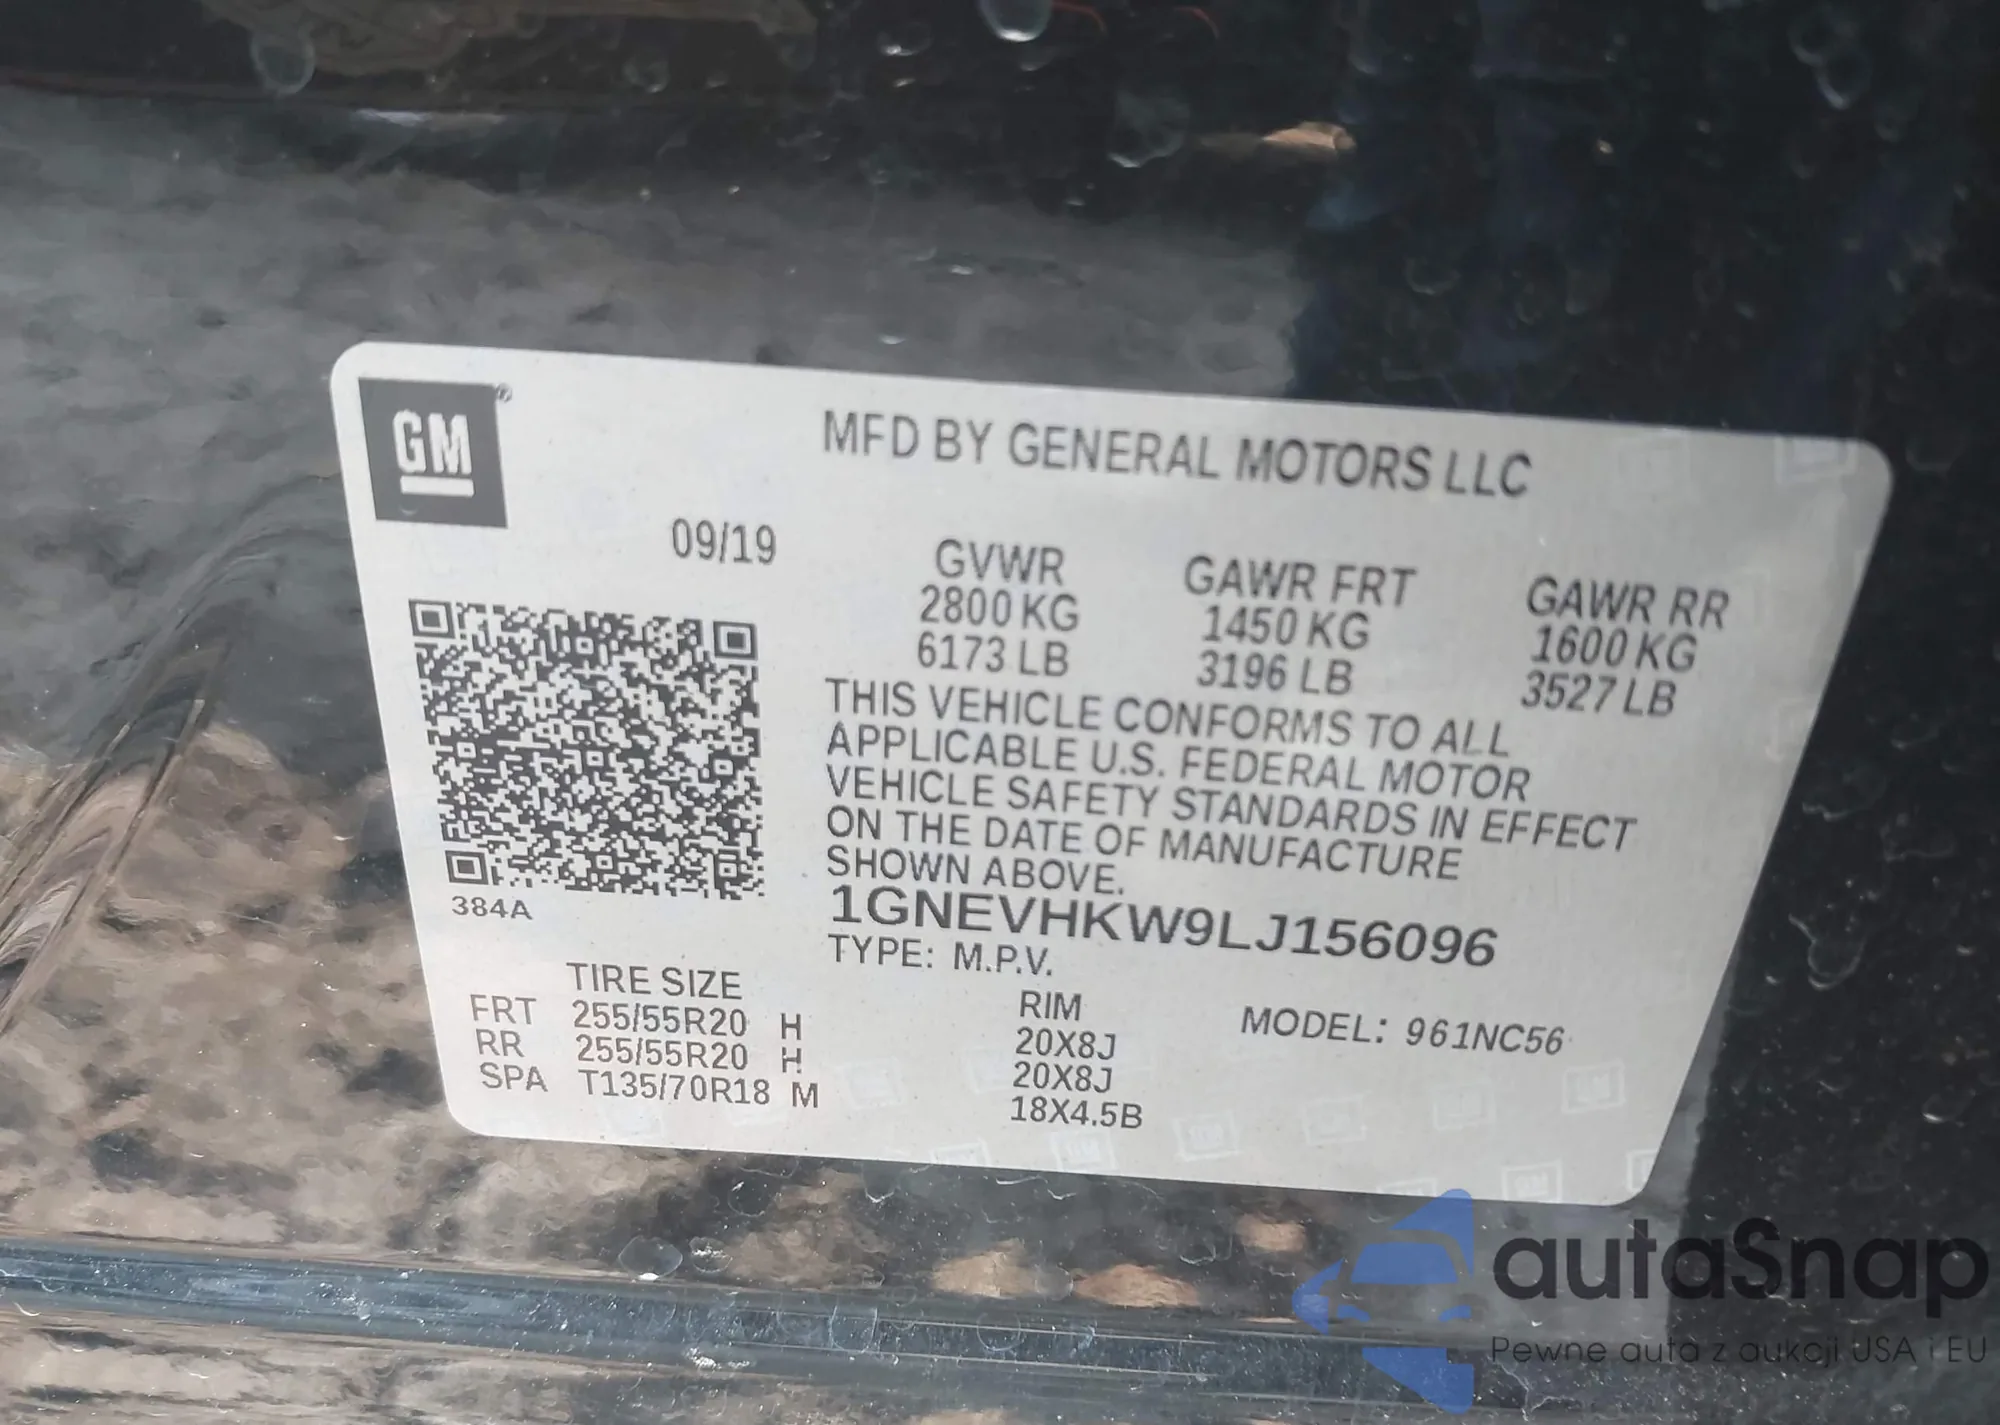 GM
MFD BY GENERAL MOTORS LLC
09/19
GVWR GAWR FRT GAWR RR
2800 KG 1450 KG 1600 KG
6173 LB 3196 LB 3527 LB
THIS VEHICLE CONFORMS TO ALL
APPLICABLE U.S. FEDERAL MOTOR
VEHICLE SAFETY STANDARDS IN EFFECT
ON THE DATE OF MANUFACTURE
SHOWN ABOVE.
384A
1GNEVHKW9LJ156096
TYPE: M.P.V.
TIRE SIZE RIM MODEL: 961NC56
FRT 255/55R20 H 20X8J
RR 255/55R20 H 20X8J
SPA T135/70R18 M 18X4.5B
autaSnap
Pewne auta z aukcji USA i EU